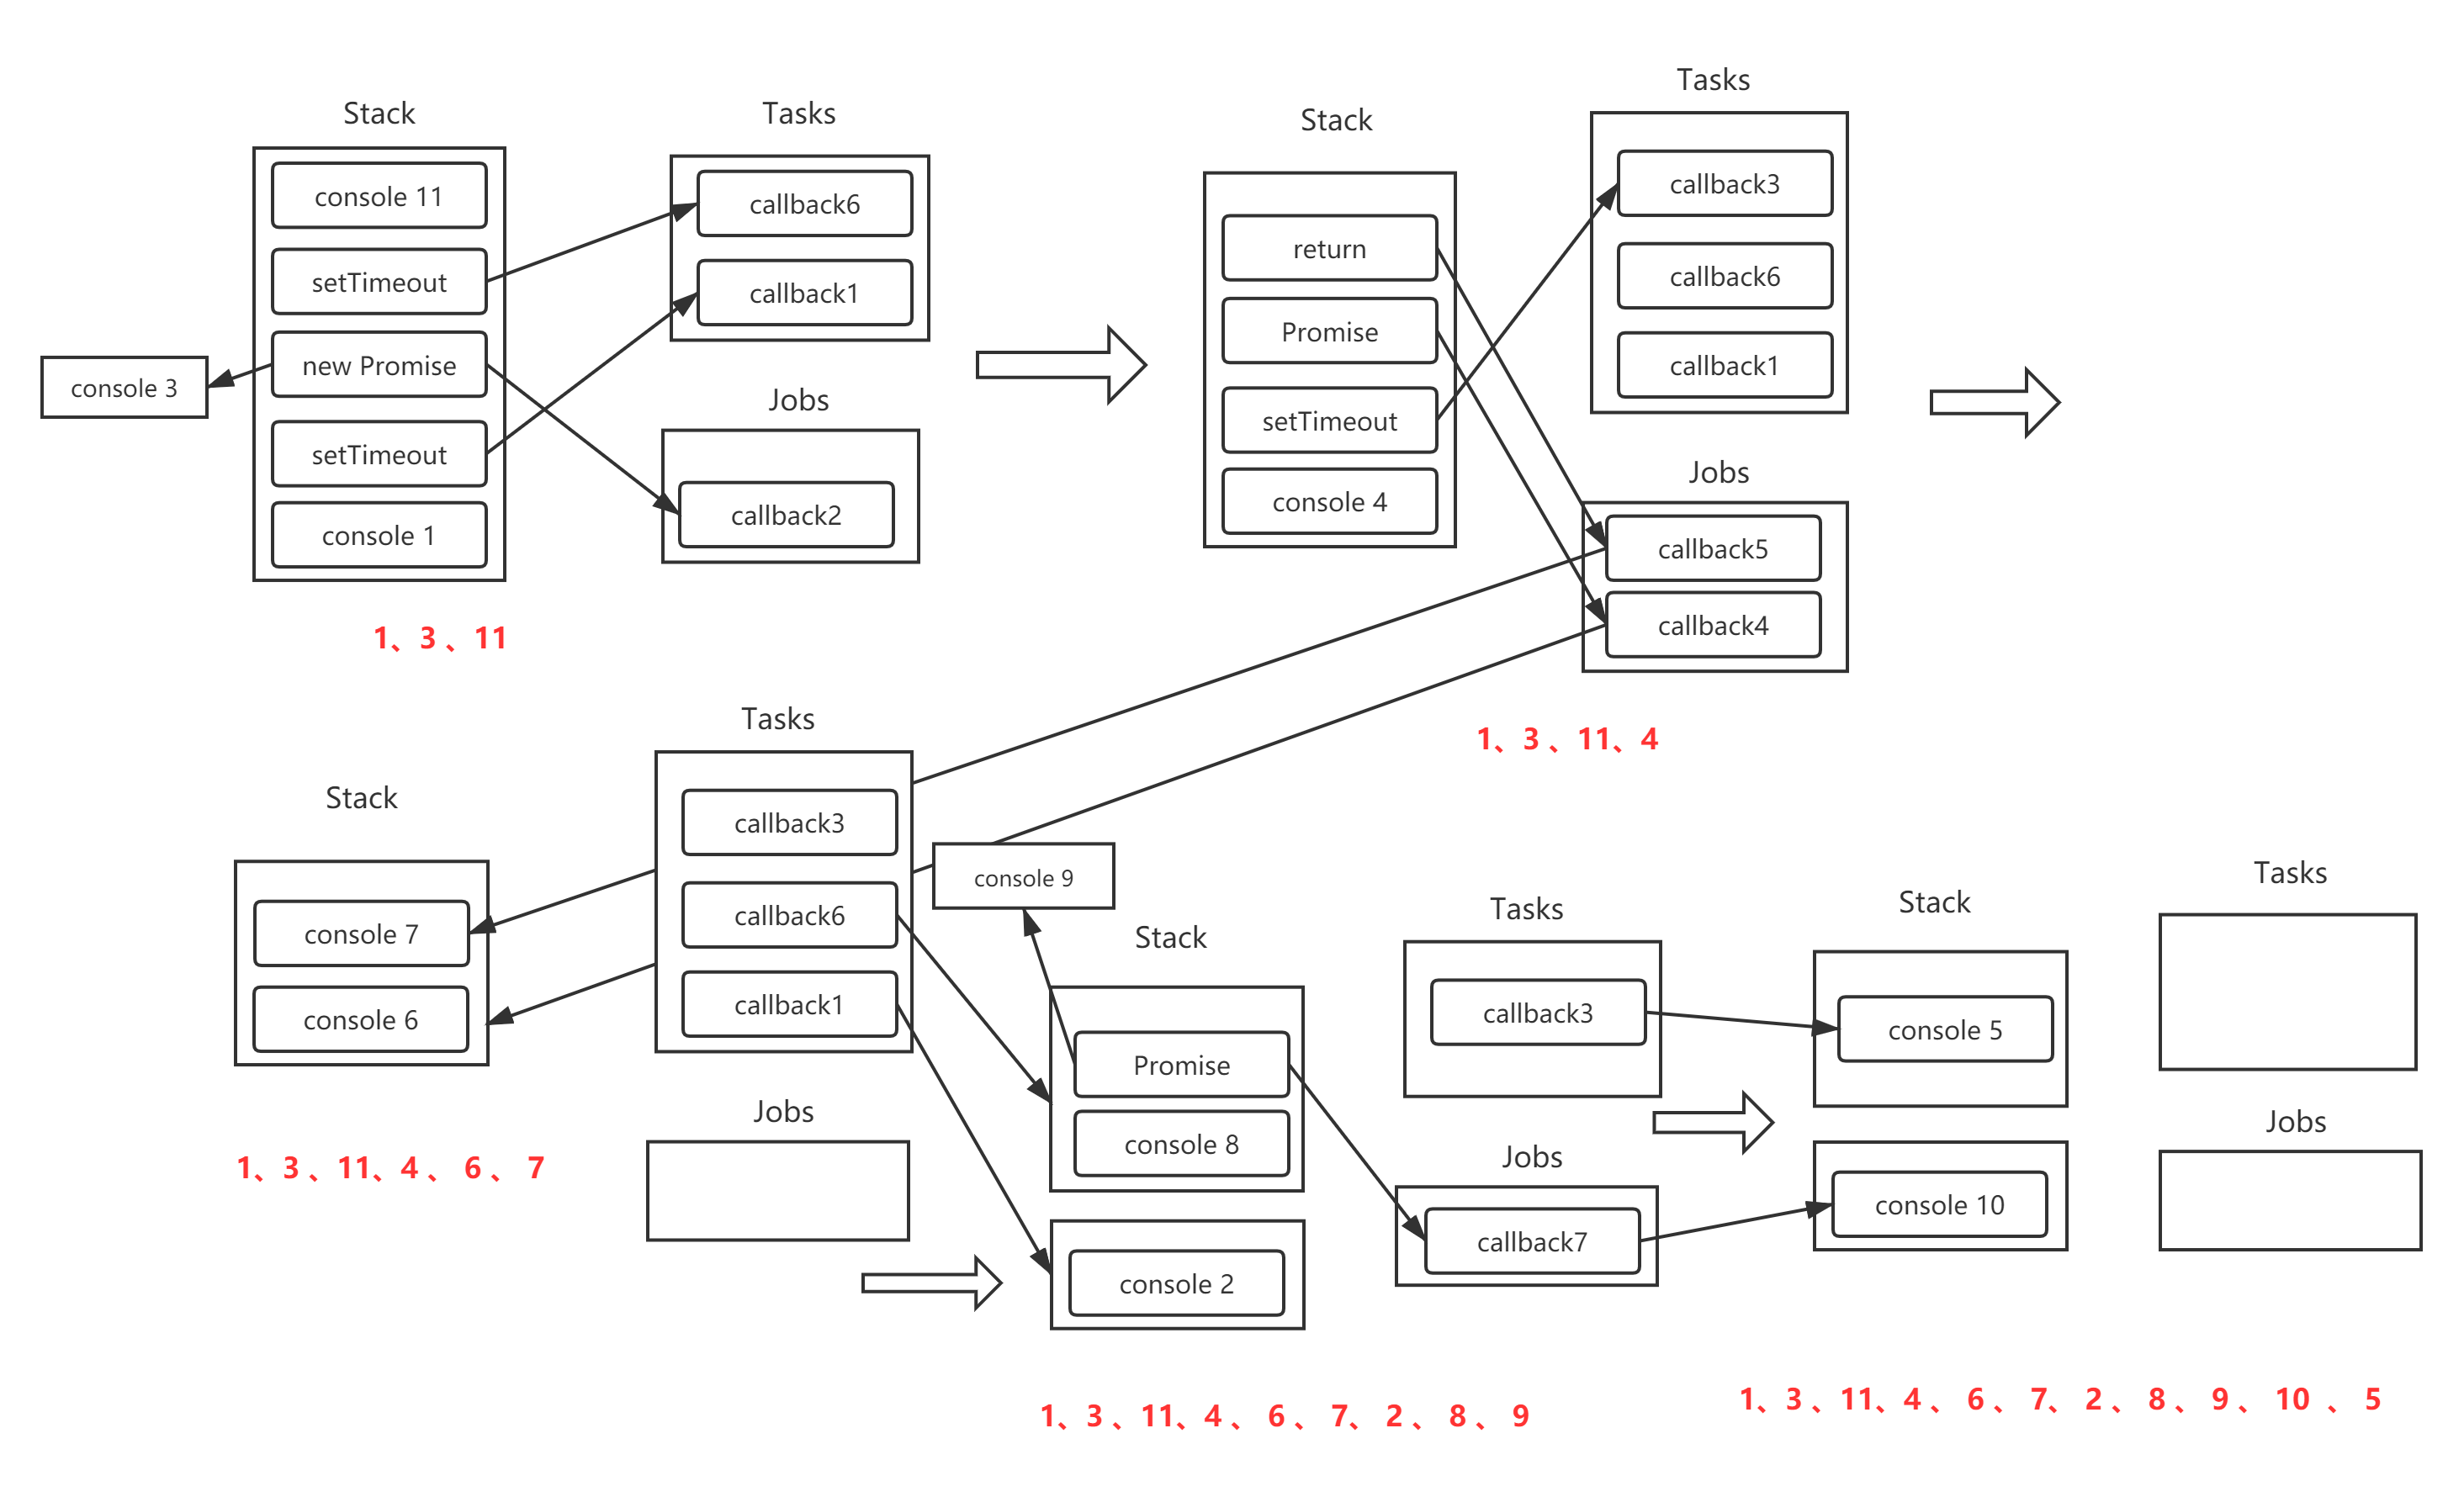 Stack
console 11
setTimeout
new Promise
setTimeout
console 1
console 3
Tasks
callback6
callback1
Jobs
callback2
1、3 、11
Stack
return
Promise
setTimeout
console 4
Tasks
callback3
callback6
callback1
Jobs
callback5
callback4
1、3 、11、4
Stack
console 7
console 6
Tasks
callback3
callback6
callback1
Jobs
1、3 、11、4 、 6 、 7
console 9
Stack
Promise
console 8
console 2
Tasks
callback3
Jobs
callback7
1、3 、11、4 、 6 、 7、 2 、 8 、 9
Stack
console 5
console 10
Tasks
Jobs
1、3 、11、4 、 6 、 7、 2 、 8 、 9 、 10 、 5